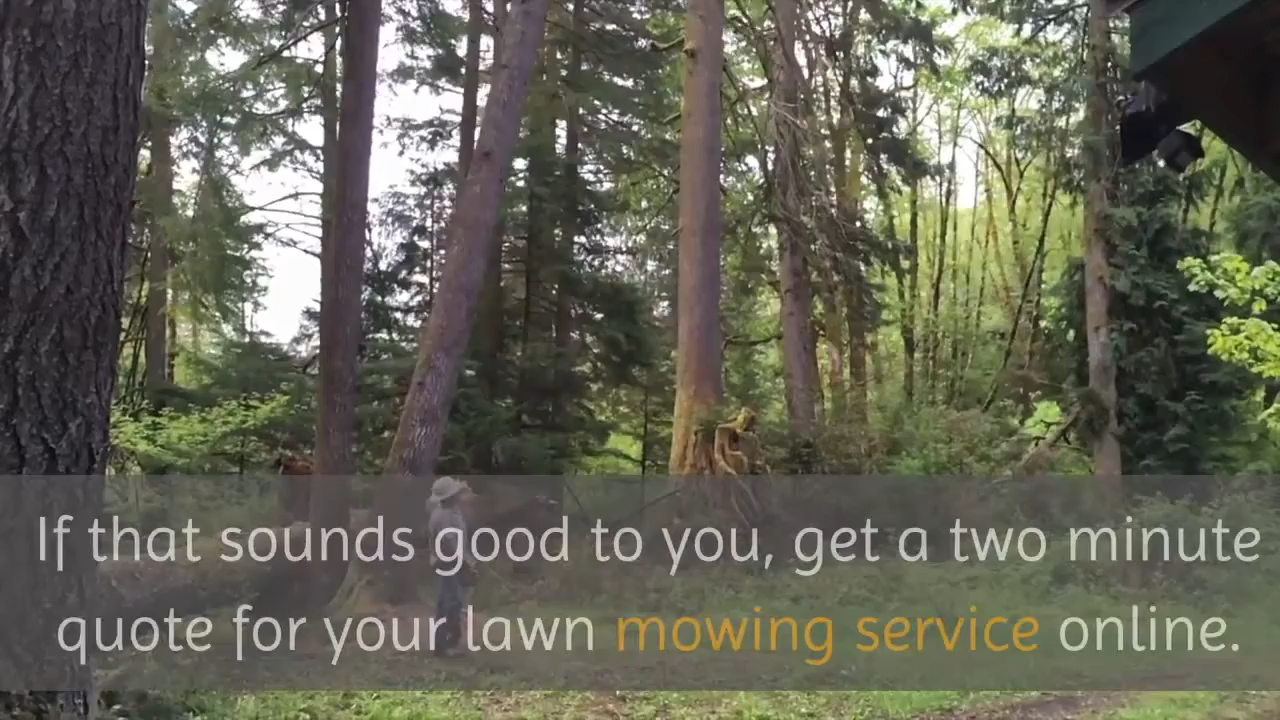 If that sounds good to you, get a two minute
quote for your lawn mowing service online.